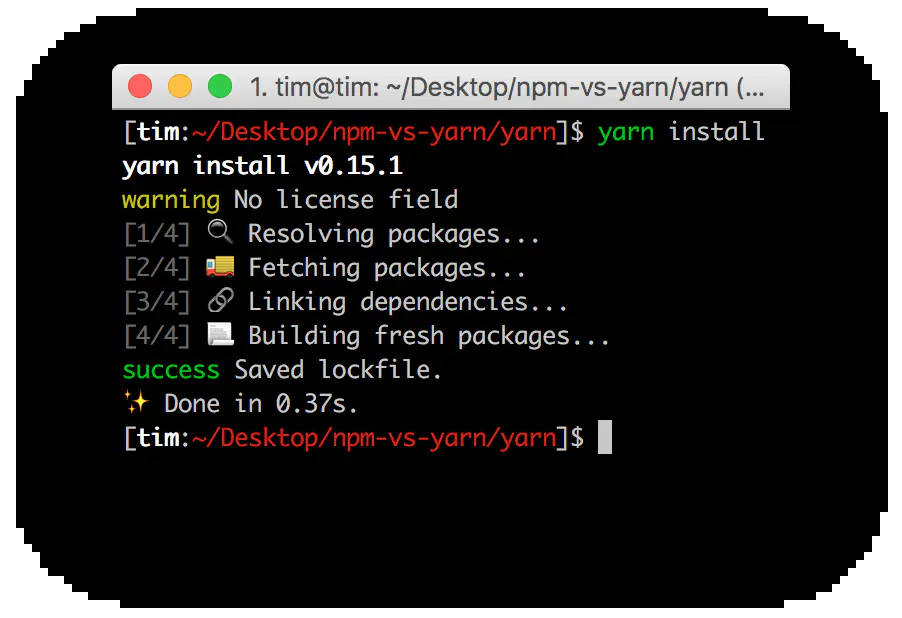 1. tim@tim: ~/Desktop/npm-vs-yarn/yarn (...
[tim:~/Desktop/npm-vs-yarn/yarn]$ yarn install
yarn install v0.15.1
warning No license field
[1/4] 🔍 Resolving packages...
[2/4] 🚚 Fetching packages...
[3/4] 🔗 Linking dependencies...
[4/4] 📃 Building fresh packages...
success Saved lockfile.
✨ Done in 0.37s.
[tim:~/Desktop/npm-vs-yarn/yarn]$